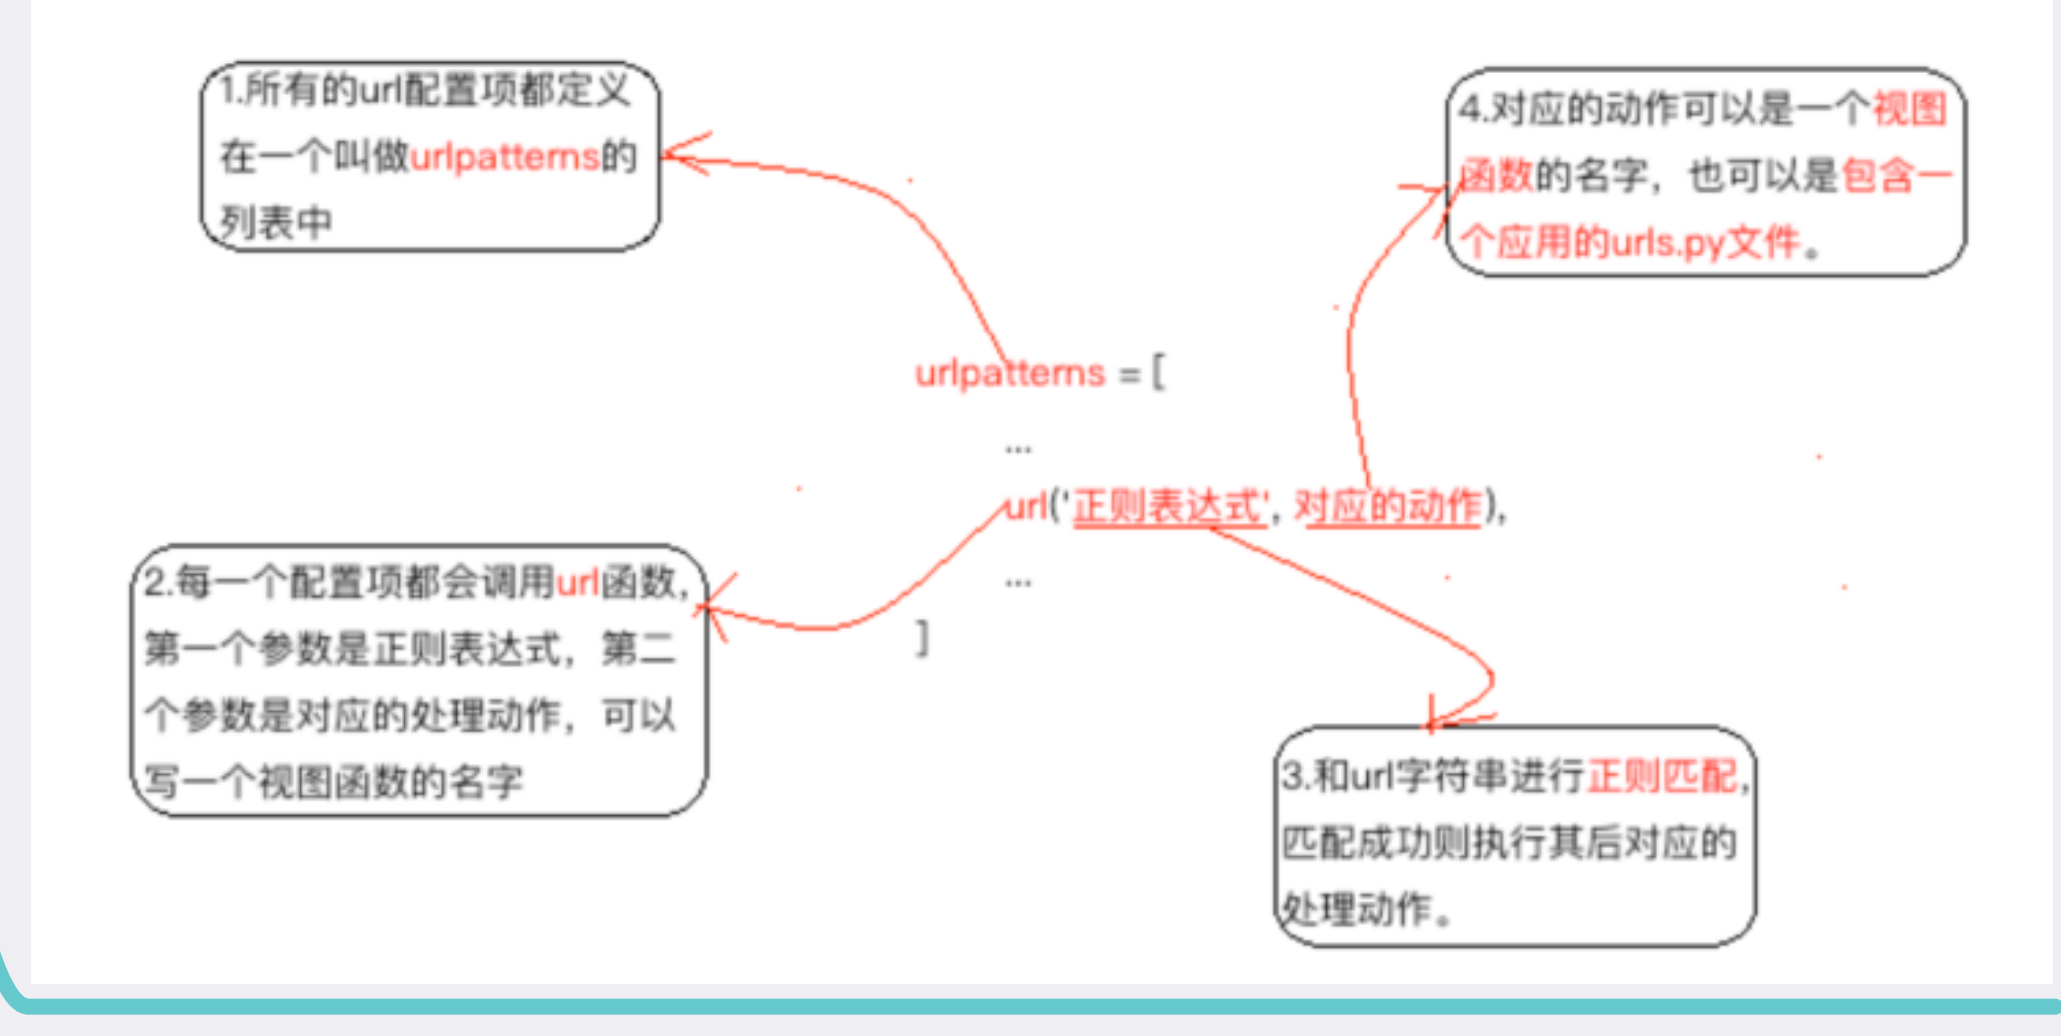 1.所有的url配置项都定义
在一个叫做urlpatterns的
列表中
4.对应的动作可以是一个视图
函数的名字，也可以是包含一
个应用的urls.py文件。
urlpatterns = [
...
url('正则表达式', 对应的动作),
...
]
2.每一个配置项都会调用url函数，
第一个参数是正则表达式，第二
个参数是对应的处理动作，可以
写一个视图函数的名字
3.和url字符串进行正则匹配，
匹配成功则执行其后对应的
处理动作。